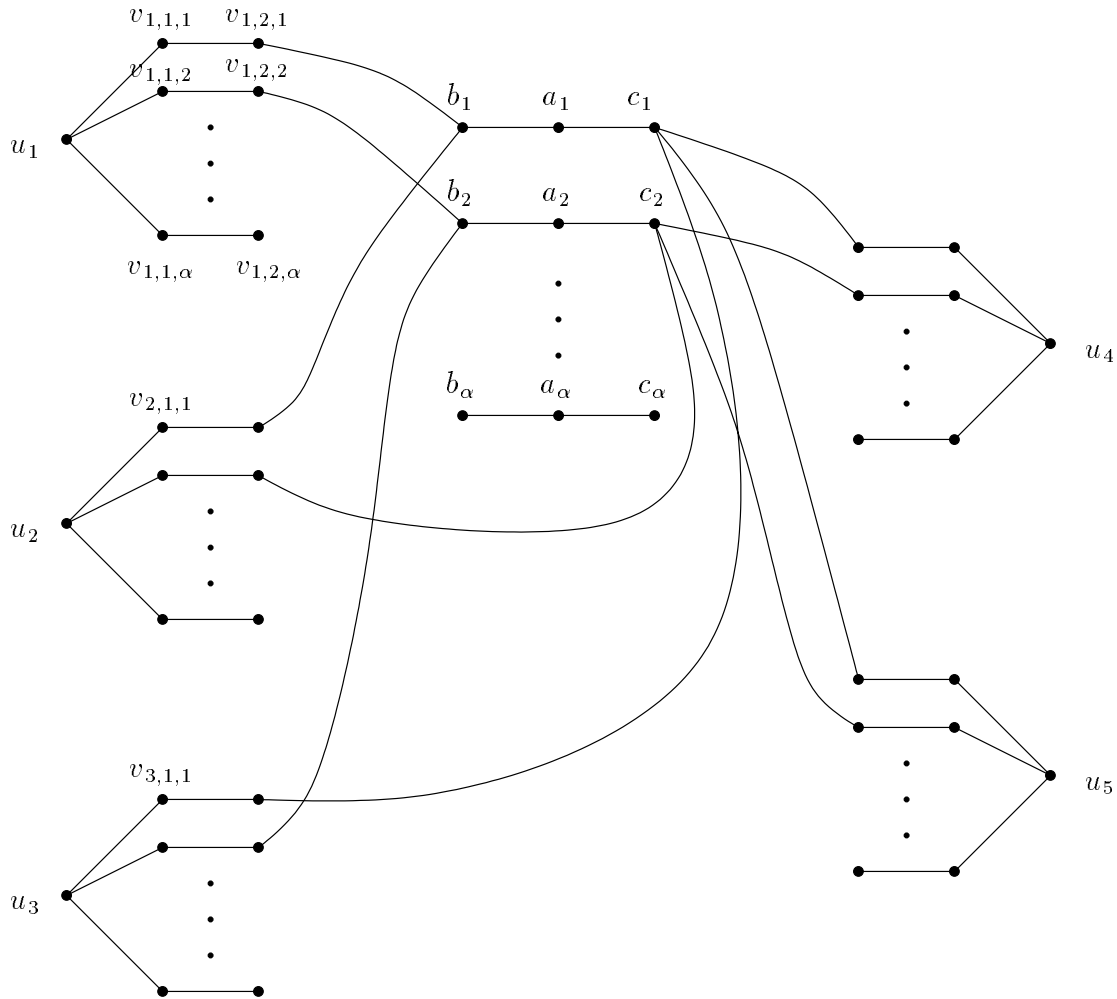 v1,1,1 v1,2,1
v1,1,2 v1,2,2
b1 a1 c1
u1
b2 a2 c2
v1,1,α v1,2,α
u4
bα aα cα
v2,1,1
u2
v3,1,1
u5
u3